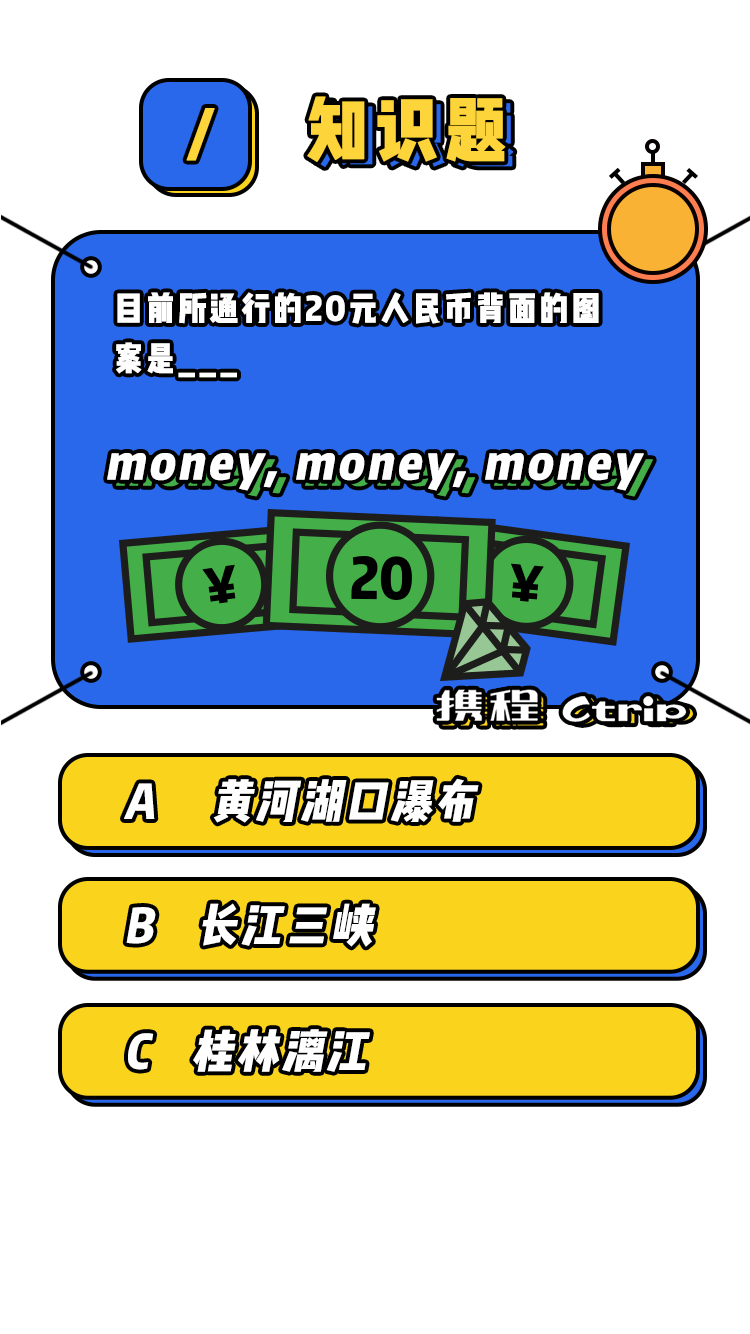 / 知识题
目前所通行的20元人民币背面的图
案是___
money, money, money
¥ 20 ¥
携程 Ctrip
A 黄河湖口瀑布
B 长江三峡
C 桂林漓江